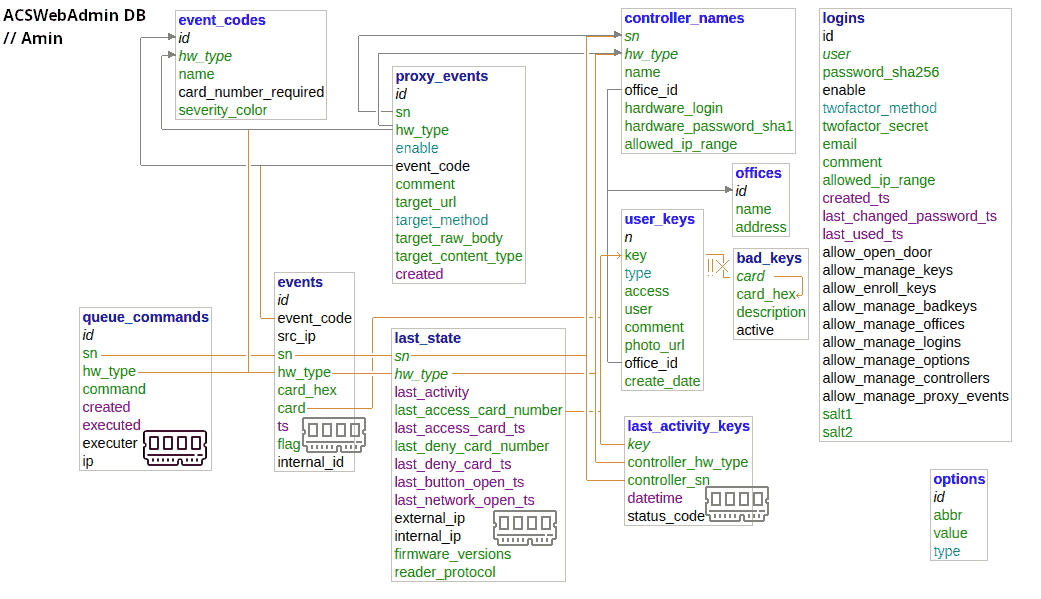 ACSWebAdmin DB
// Amin
event_codes
id
hw_type
name
card_number_required
severity_color
proxy_events
id
sn
hw_type
enable
event_code
comment
target_url
target_method
target_raw_body
target_content_type
created
controller_names
sn
hw_type
name
office_id
hardware_login
hardware_password_sha1
allowed_ip_range
logins
id
user
password_sha256
enable
twofactor_method
twofactor_secret
email
comment
allowed_ip_range
created_ts
last_changed_password_ts
last_used_ts
allow_open_door
allow_manage_keys
allow_enroll_keys
allow_manage_badkeys
allow_manage_offices
allow_manage_logins
allow_manage_options
allow_manage_controllers
allow_manage_proxy_events
salt1
salt2
offices
id
name
address
user_keys
n
key
type
access
user
comment
photo_url
office_id
create_date
bad_keys
card
card_hex
description
active
queue_commands
id
sn
hw_type
command
created
executed
executer
ip
events
id
event_code
src_ip
sn
hw_type
card_hex
card
ts
flag
internal_id
last_state
sn
hw_type
last_activity
last_access_card_number
last_access_card_ts
last_deny_card_number
last_deny_card_ts
last_button_open_ts
last_network_open_ts
external_ip
internal_ip
firmware_versions
reader_protocol
last_activity_keys
key
controller_hw_type
controller_sn
datetime
status_code
options
id
abbr
value
type